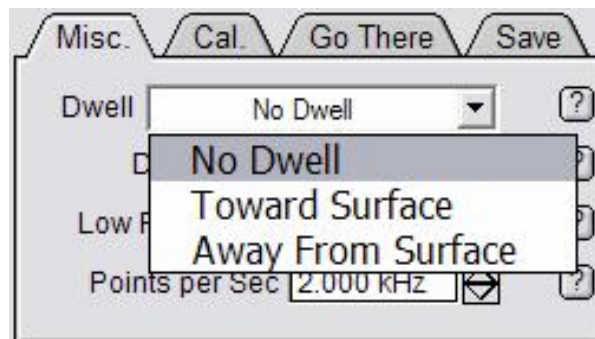 Misc. Cal. Go There Save
Dwell No Dwell ?
No Dwell
Toward Surface
Low
Away From Surface
Points per Sec 2.000 kHz ?